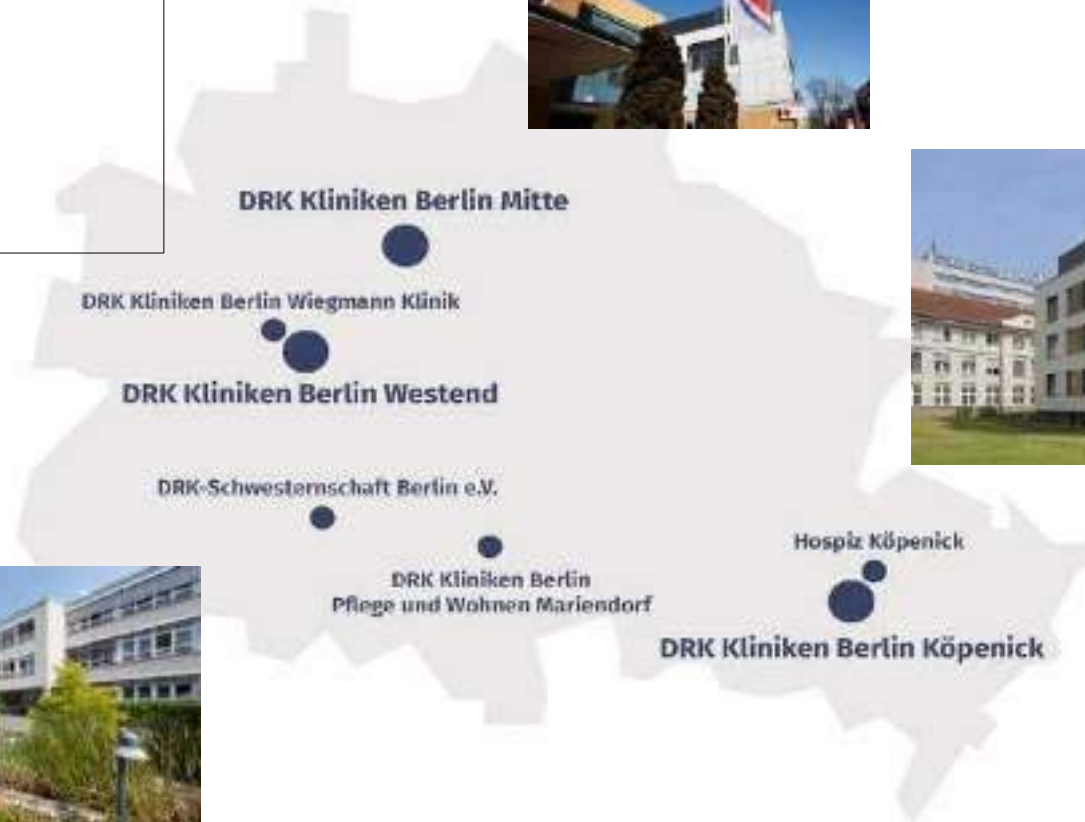 DRK Kliniken Berlin Mitte
DRK Kliniken Berlin Wiegmann Klinik
DRK Kliniken Berlin Westend
DRK-Schwesternschaft Berlin e.V.
DRK Kliniken Berlin
Pflege und Wohnen Mariendorf
Hospiz Köpenick
DRK Kliniken Berlin Köpenick